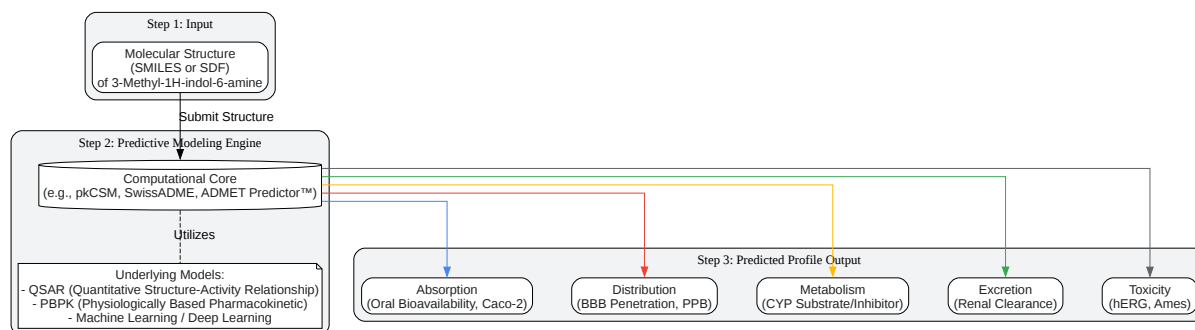 Step 1: Input
Molecular Structure
(SMILES or SDF)
of 3-Methyl-1H-indol-6-amine
Submit Structure
Step 2: Predictive Modeling Engine
Computational Core
(e.g., pkCSM, SwissADME, ADMET Predictor™)
Utilizes
Underlying Models:
- QSAR (Quantitative Structure-Activity Relationship)
- PBPK (Physiologically Based Pharmacokinetic)
- Machine Learning / Deep Learning
Step 3: Predicted Profile Output
Absorption
(Oral Bioavailability, Caco-2)
Distribution
(BBB Penetration, PPB)
Metabolism
(CYP Substrate/Inhibitor)
Excretion
(Renal Clearance)
Toxicity
(hERG, Ames)